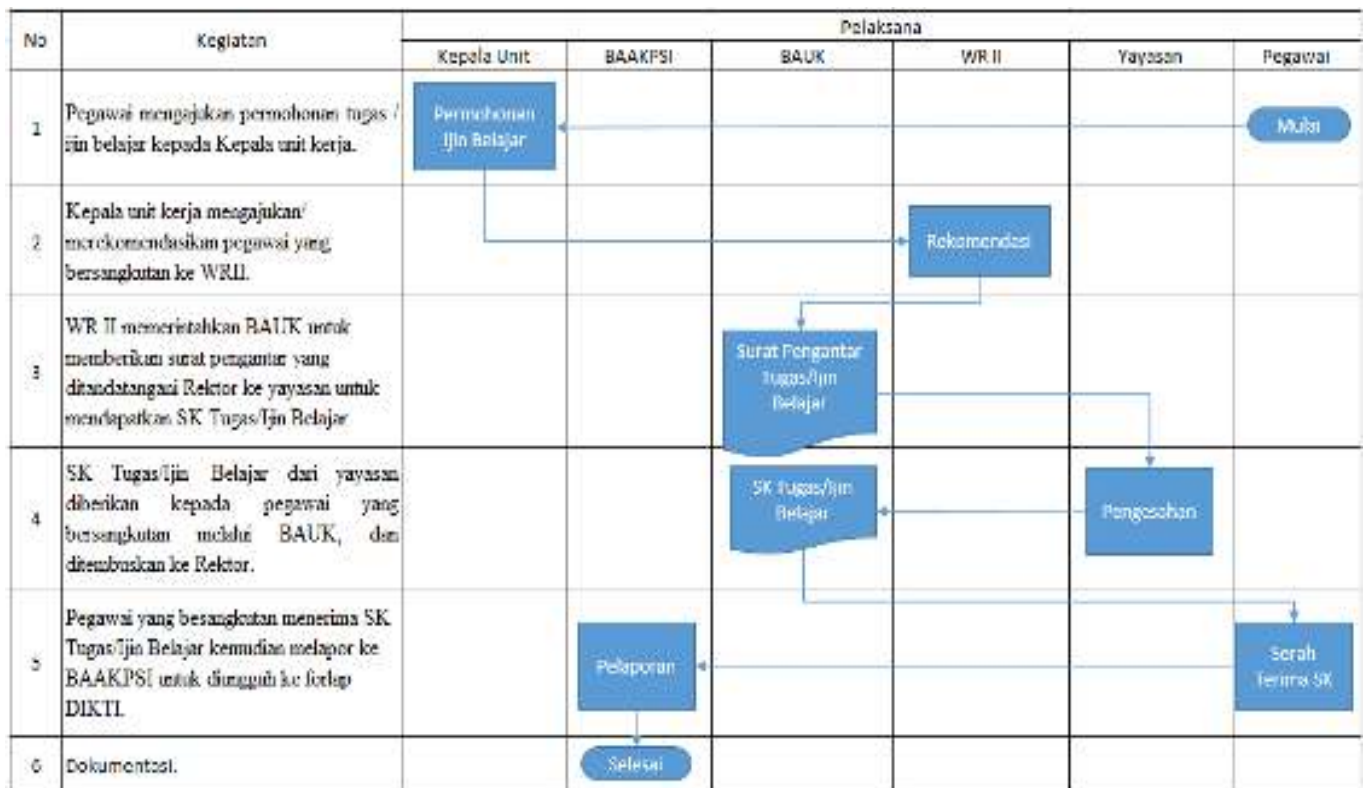 No
Kegiatan
Pelaksana
Kepala Unit
BAAKPSI
BAUK
WR II
Yayasan
Pegawai
1
Pegawai mengajukan permohonan tugas /
ijin belajar kepada Kepala unit kerja.
Permohonan
Ijin Belajar
Mulai
2
Kepala unit kerja mengajukan/
merekomendasikan pegawai yang
bersangkutan ke WRII.
Rekomendasi
3
WR II memerintahkan BAUK untuk
memberikan surat pengantar yang
ditandatangani Rektor ke yayasan untuk
mendapatkan SK Tugas/Ijin Belajar
Surat Pengantar
Tugas/Ijin
Belajar
4
SK Tugas/Ijin Belajar dari yayasan
diberikan kepada pegawai yang
bersangkutan melalui BAUK, dan
ditembuskan ke Rektor.
SK Tugas/Ijin
Belajar
Pengesahan
5
Pegawai yang besangkutan menerima SK
Tugas/Ijin Belajar kemudian melapor ke
BAAKPSI untuk diunggah ke forlap
DIKTI.
Pelaporan
Serah
Terima SK
6
Dokumentasi.
Selesai